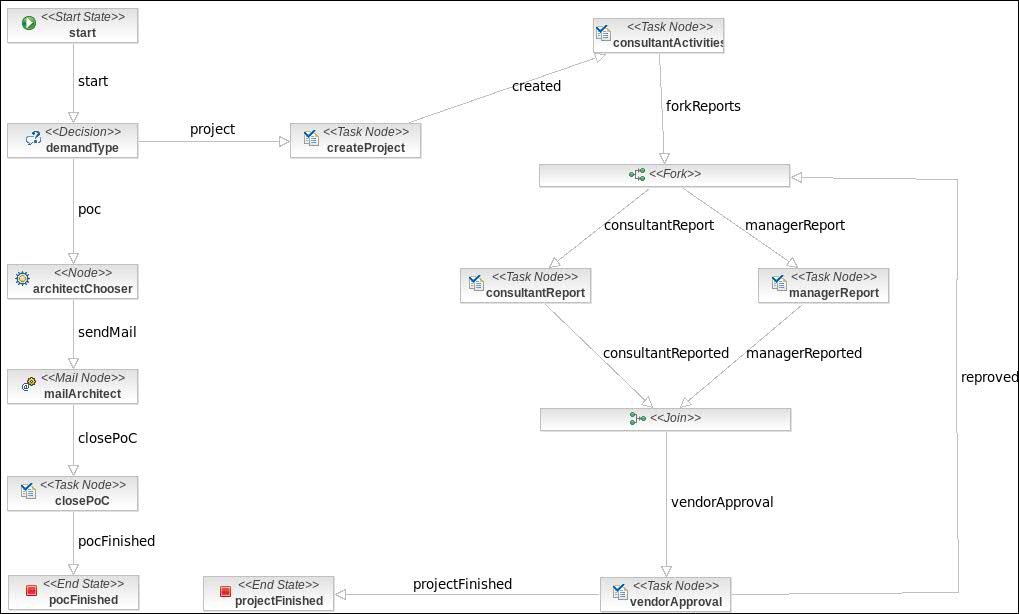 <<Start State>>
start
start
<<Decision>>
demandType
project
<<Task Node>>
createProject
created
<<Task Node>>
consultantActivities
forkReports
<<Fork>>
poc
consultantReport
managerReport
<<Node>>
architectChooser
<<Task Node>>
consultantReport
<<Task Node>>
managerReport
sendMail
consultantReported
managerReported
reproved
<<Mail Node>>
mailArchitect
<<Join>>
closePoC
<<Task Node>>
closePoC
vendorApproval
pocFinished
<<End State>>
pocFinished
<<End State>>
projectFinished
projectFinished
<<Task Node>>
vendorApproval